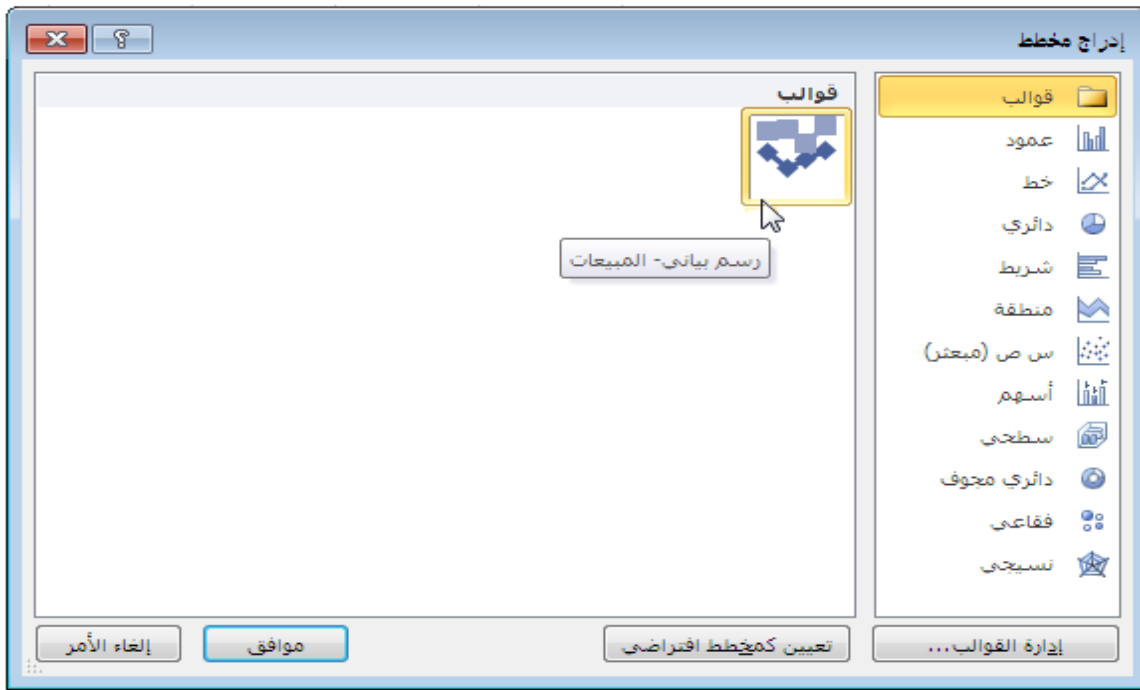 إدراج مخطط
قوالب
عمود
خط
دائري
شريط
منطقة
س ص (مبعثر)
أسهم
سطحي
دائري مجوف
فقاعي
نسيجي
إدارة القوالب...
قوالب
رسم بياني- المبيعات
تعيين كمخطط افتراضي
موافق
إلغاء الأمر